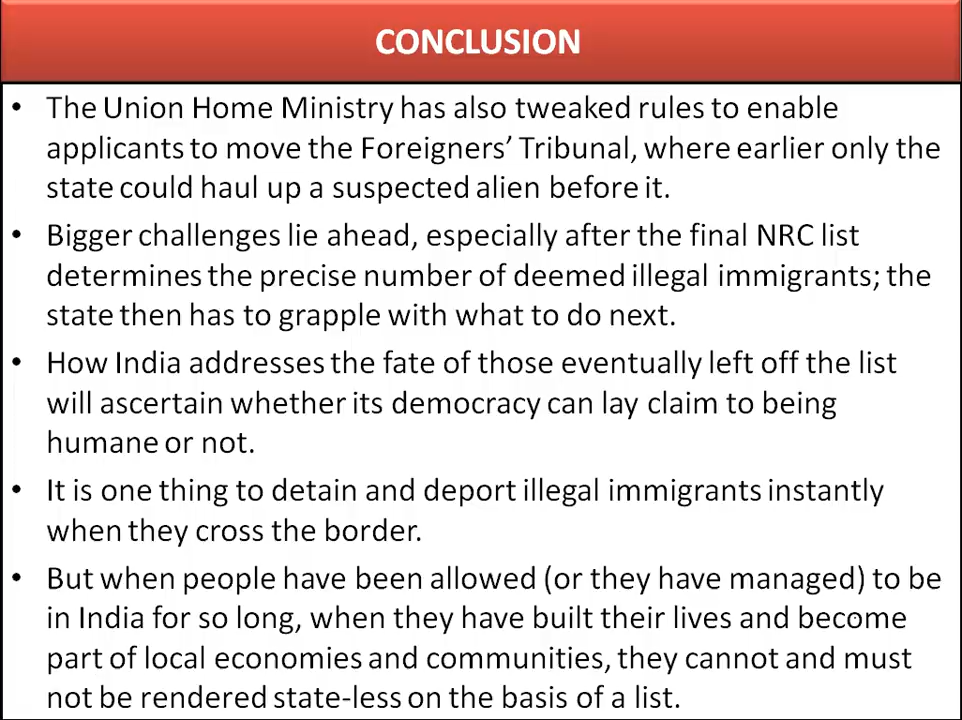 CONCLUSION
• The Union Home Ministry has also tweaked rules to enable
applicants to move the Foreigners’ Tribunal, where earlier only the
state could haul up a suspected alien before it.
• Bigger challenges lie ahead, especially after the final NRC list
determines the precise number of deemed illegal immigrants; the
state then has to grapple with what to do next.
• How India addresses the fate of those eventually left off the list
will ascertain whether its democracy can lay claim to being
humane or not.
• It is one thing to detain and deport illegal immigrants instantly
when they cross the border.
• But when people have been allowed (or they have managed) to be
in India for so long, when they have built their lives and become
part of local economies and communities, they cannot and must
not be rendered state-less on the basis of a list.